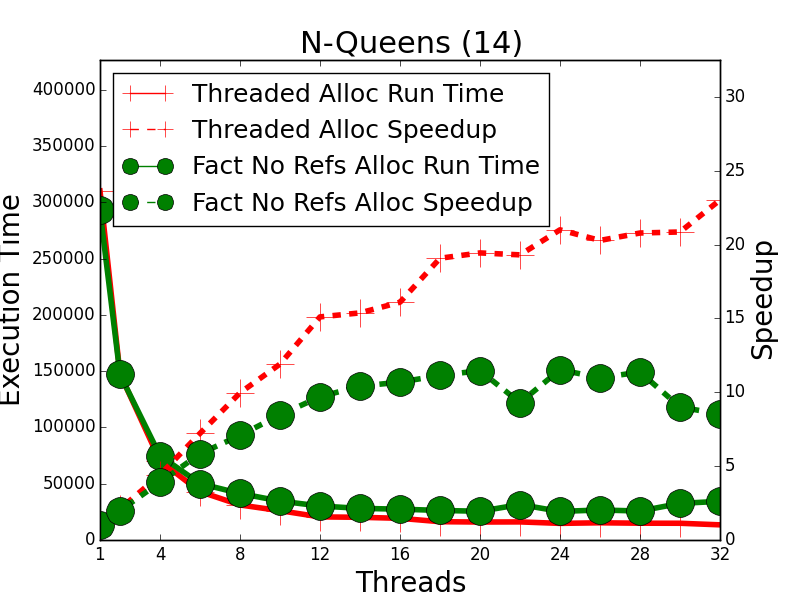 N-Queens (14)
Threaded Alloc Run Time
Threaded Alloc Speedup
Fact No Refs Alloc Run Time
Fact No Refs Alloc Speedup
Execution Time
400000
350000
300000
250000
200000
150000
100000
50000
0
Speedup
30
25
20
15
10
5
0
1 4 8 12 16 20 24 28 32
Threads